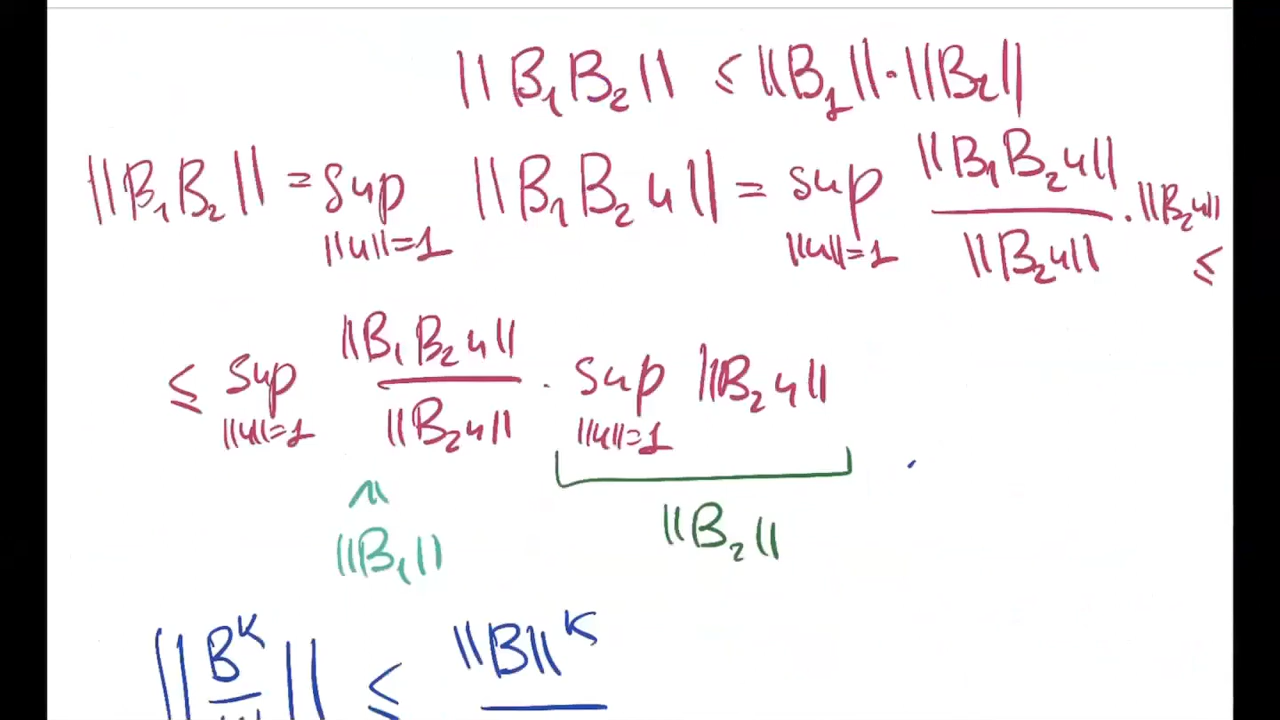 ||B₁B₂|| ≤ ||B₁||·||B₂||
||B₁B₂|| = sup ||B₁B₂u|| = sup ||B₁B₂u|| / ||B₂u|| · ||B₂u|| ≤
||u||=1 ||u||=1
≤ sup ||B₁B₂u|| / ||B₂u|| · sup ||B₂u||
||u||=1 ||u||=1
||B₁|| ||B₂||
||B^K|| ≤ ||B||^K